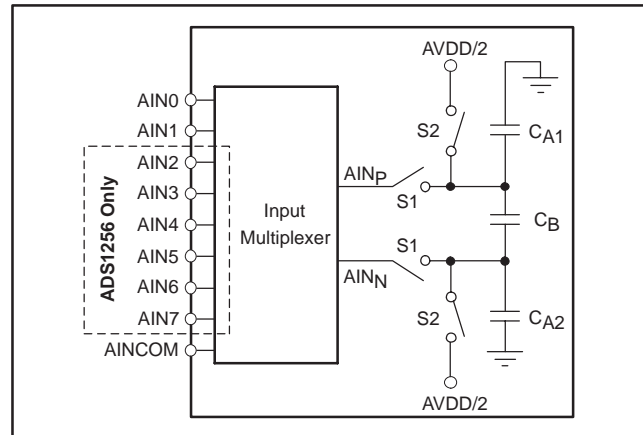 AVDD/2
AIN0
AIN1
AIN2
AIN3
AIN4
AIN5
AIN6
AIN7
AINCOM
ADS1256 Only
Input
Multiplexer
AINP
AINN
S2
S1
S1
S2
CA1
CB
CA2
AVDD/2